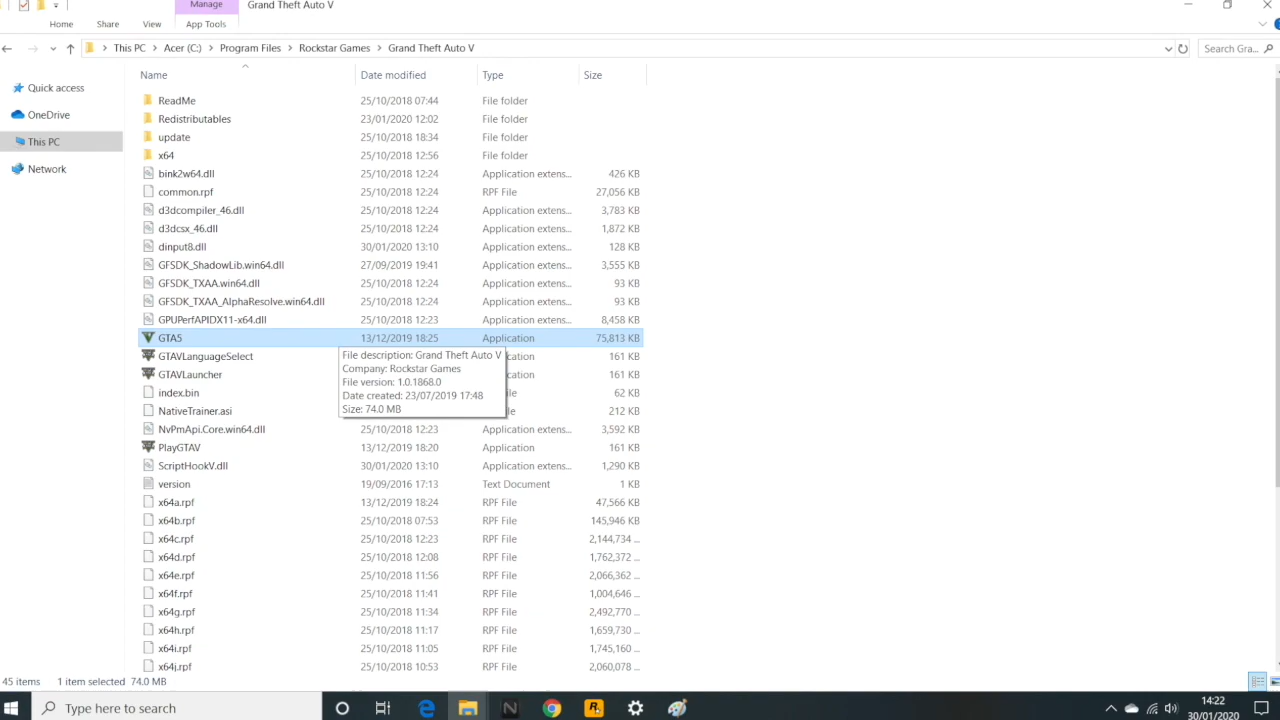 Manage Grand Theft Auto V
Home Share View App Tools
This PC > Acer (C:) > Program Files > Rockstar Games > Grand Theft Auto V Search Gra...
Name Date modified Type Size
Quick access
OneDrive
This PC
Network
ReadMe 25/10/2018 07:44 File folder
Redistributables 23/01/2020 12:02 File folder
update 25/10/2018 18:34 File folder
x64 25/10/2018 12:56 File folder
bink2w64.dll 25/10/2018 12:24 Application extens... 426 KB
common.rpf 25/10/2018 12:24 RPF File 27,056 KB
d3dcompiler_46.dll 25/10/2018 12:24 Application extens... 3,783 KB
d3dcsx_46.dll 25/10/2018 12:24 Application extens... 1,872 KB
dinput8.dll 30/01/2020 13:10 Application extens... 128 KB
GFSDK_ShadowLib.win64.dll 27/09/2019 19:41 Application extens... 3,555 KB
GFSDK_TXAA.win64.dll 25/10/2018 12:24 Application extens... 93 KB
GFSDK_TXAA_AlphaResolve.win64.dll 25/10/2018 12:24 Application extens... 93 KB
GPUPerfAPIDX11-x64.dll 25/10/2018 12:23 Application extens... 8,458 KB
GTA5 13/12/2019 18:25 Application 75,813 KB
GTAVLanguageSelect 161 KB
GTAVLauncher 161 KB
index.bin 62 KB
NativeTrainer.asi 212 KB
File description: Grand Theft Auto V
Company: Rockstar Games
File version: 1.0.1868.0
Date created: 23/07/2019 17:48
Size: 74.0 MB
NvPmApi.Core.win64.dll 25/10/2018 12:23 Application extens... 3,592 KB
PlayGTAV 13/12/2019 18:20 Application 161 KB
ScriptHookV.dll 30/01/2020 13:10 Application extens... 1,290 KB
version 19/09/2016 17:13 Text Document 1 KB
x64a.rpf 13/12/2019 18:24 RPF File 47,566 KB
x64b.rpf 25/10/2018 07:53 RPF File 145,946 KB
x64c.rpf 25/10/2018 12:23 RPF File 2,144,734 ...
x64d.rpf 25/10/2018 12:08 RPF File 1,762,372 ...
x64e.rpf 25/10/2018 11:56 RPF File 2,066,362 ...
x64f.rpf 25/10/2018 11:41 RPF File 1,004,646 ...
x64g.rpf 25/10/2018 11:34 RPF File 2,492,770 ...
x64h.rpf 25/10/2018 11:17 RPF File 1,659,730 ...
x64i.rpf 25/10/2018 11:05 RPF File 1,745,160 ...
x64j.rpf 25/10/2018 10:53 RPF File 2,060,078 ...
45 items 1 item selected 74.0 MB
Type here to search
14:22
30/01/2020